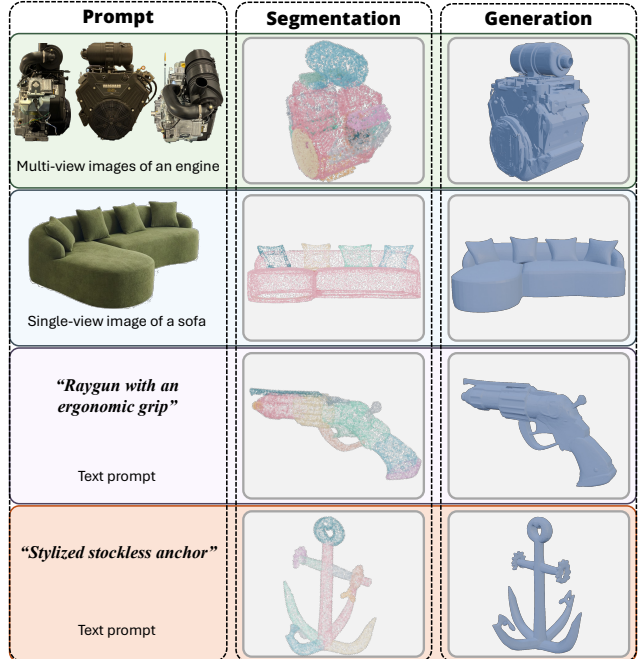 Prompt
Segmentation
Generation
Multi-view images of an engine
Single-view image of a sofa
“Raygun with an
ergonomic grip”
Text prompt
“Stylized stockless anchor”
Text prompt